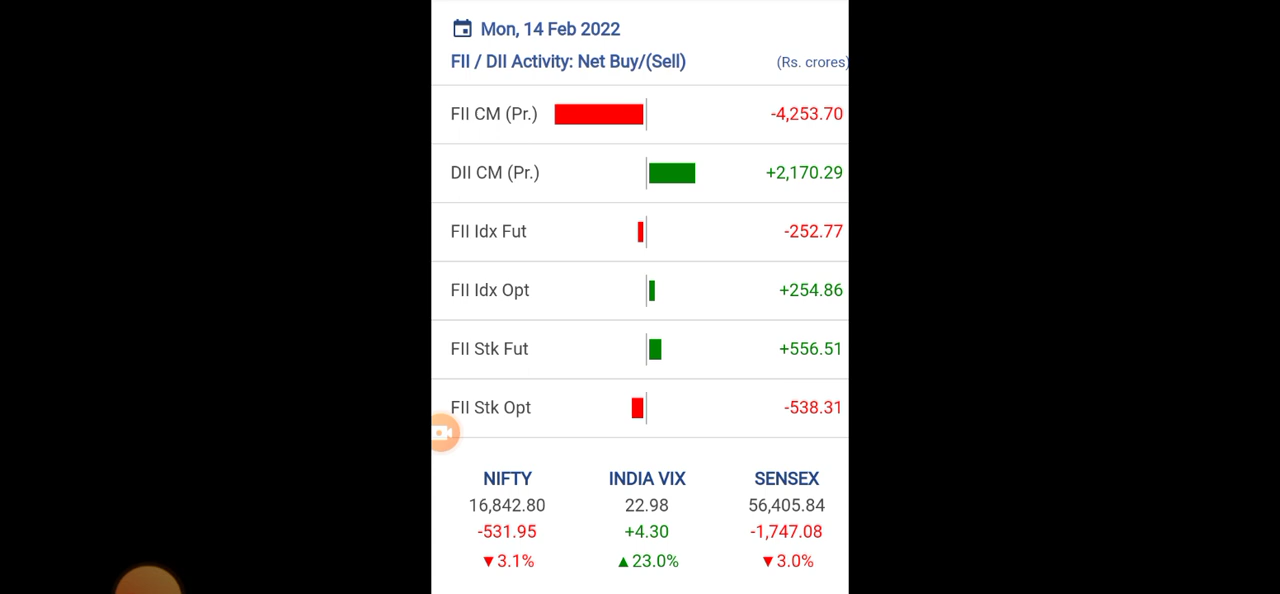 Mon, 14 Feb 2022
FII / DII Activity: Net Buy/(Sell) (Rs. crores)
FII CM (Pr.) -4,253.70
DII CM (Pr.) +2,170.29
FII Idx Fut -252.77
FII Idx Opt +254.86
FII Stk Fut +556.51
FII Stk Opt -538.31
NIFTY INDIA VIX SENSEX
16,842.80 22.98 56,405.84
-531.95 +4.30 -1,747.08
▼3.1% ▲23.0% ▼3.0%